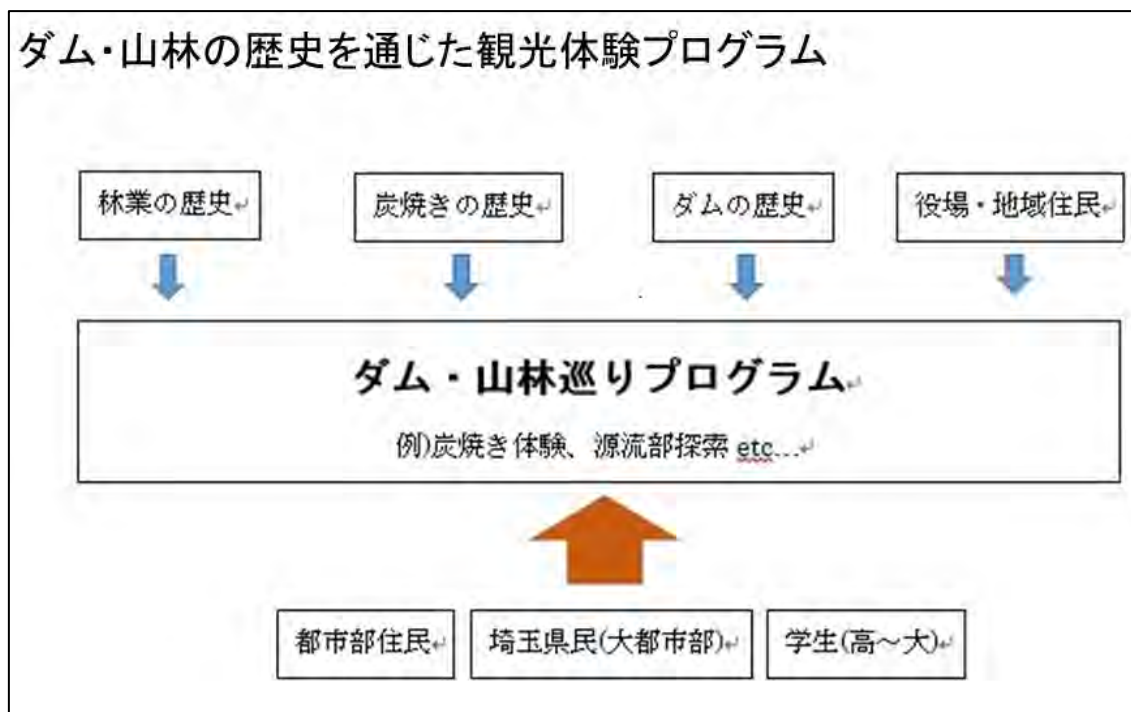 ダム・山林の歴史を通じた観光体験プログラム
林業の歴史
炭焼きの歴史
ダムの歴史
役場・地域住民
ダム・山林巡りプログラム
例)炭焼き体験、源流部探索 etc...
都市部住民
埼玉県民(大都市部)
学生(高～大)